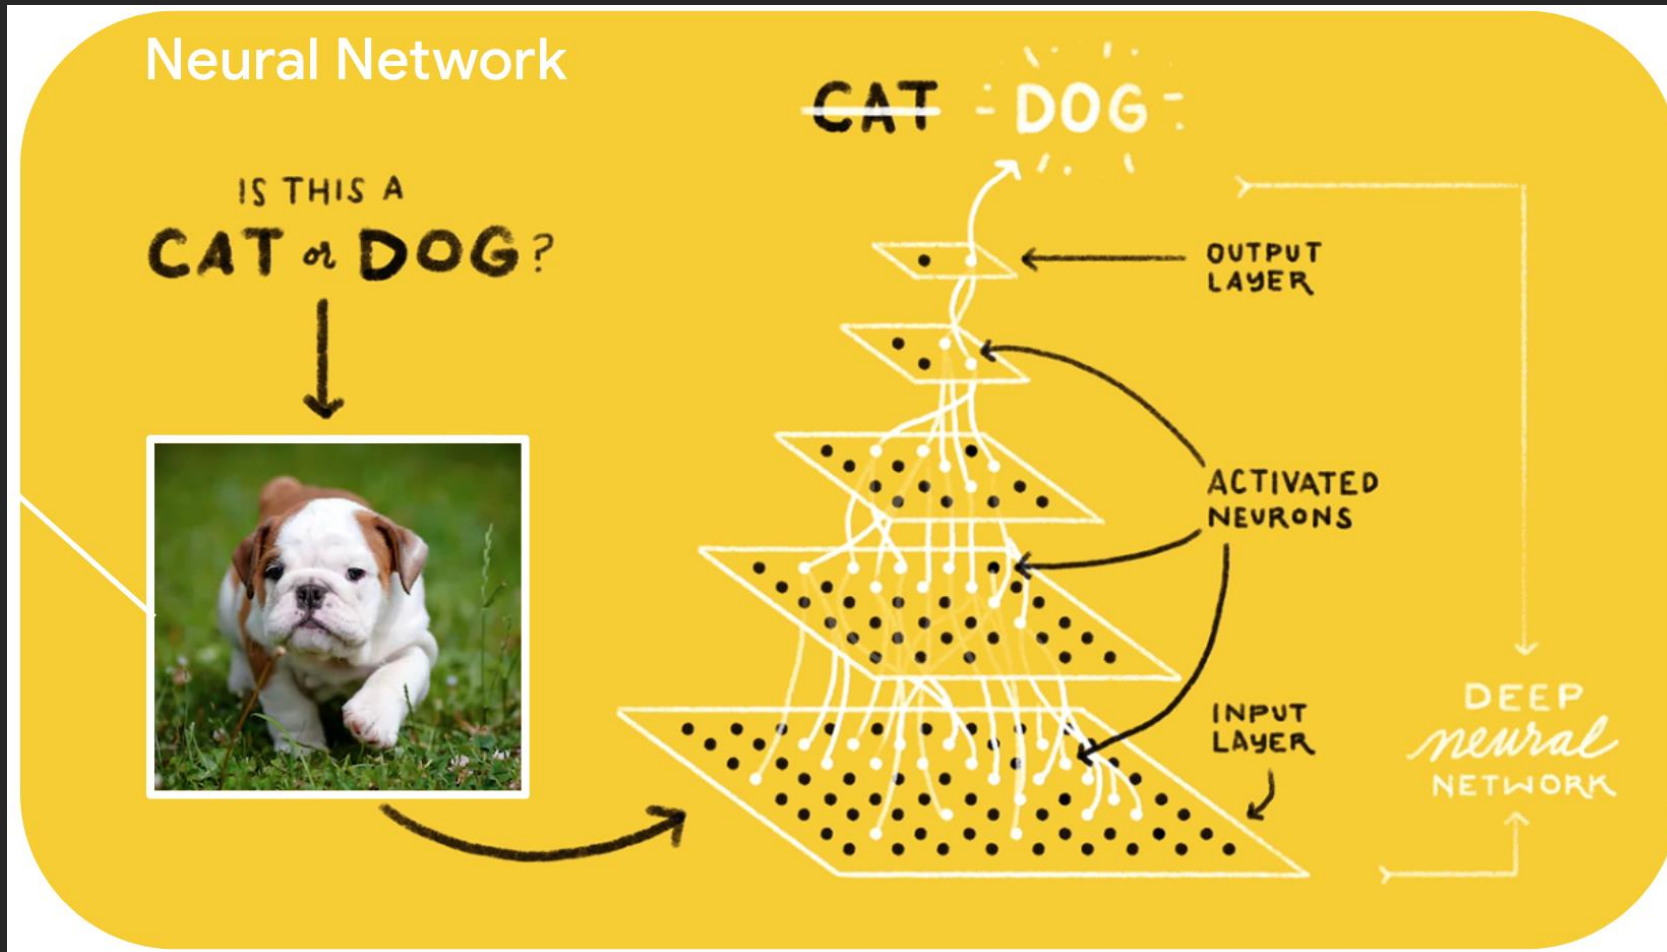 Neural Network
CAT DOG
IS THIS A
CAT or DOG?
OUTPUT
LAYER
ACTIVATED
NEURONS
INPUT
LAYER
DEEP
neural
NETWORK